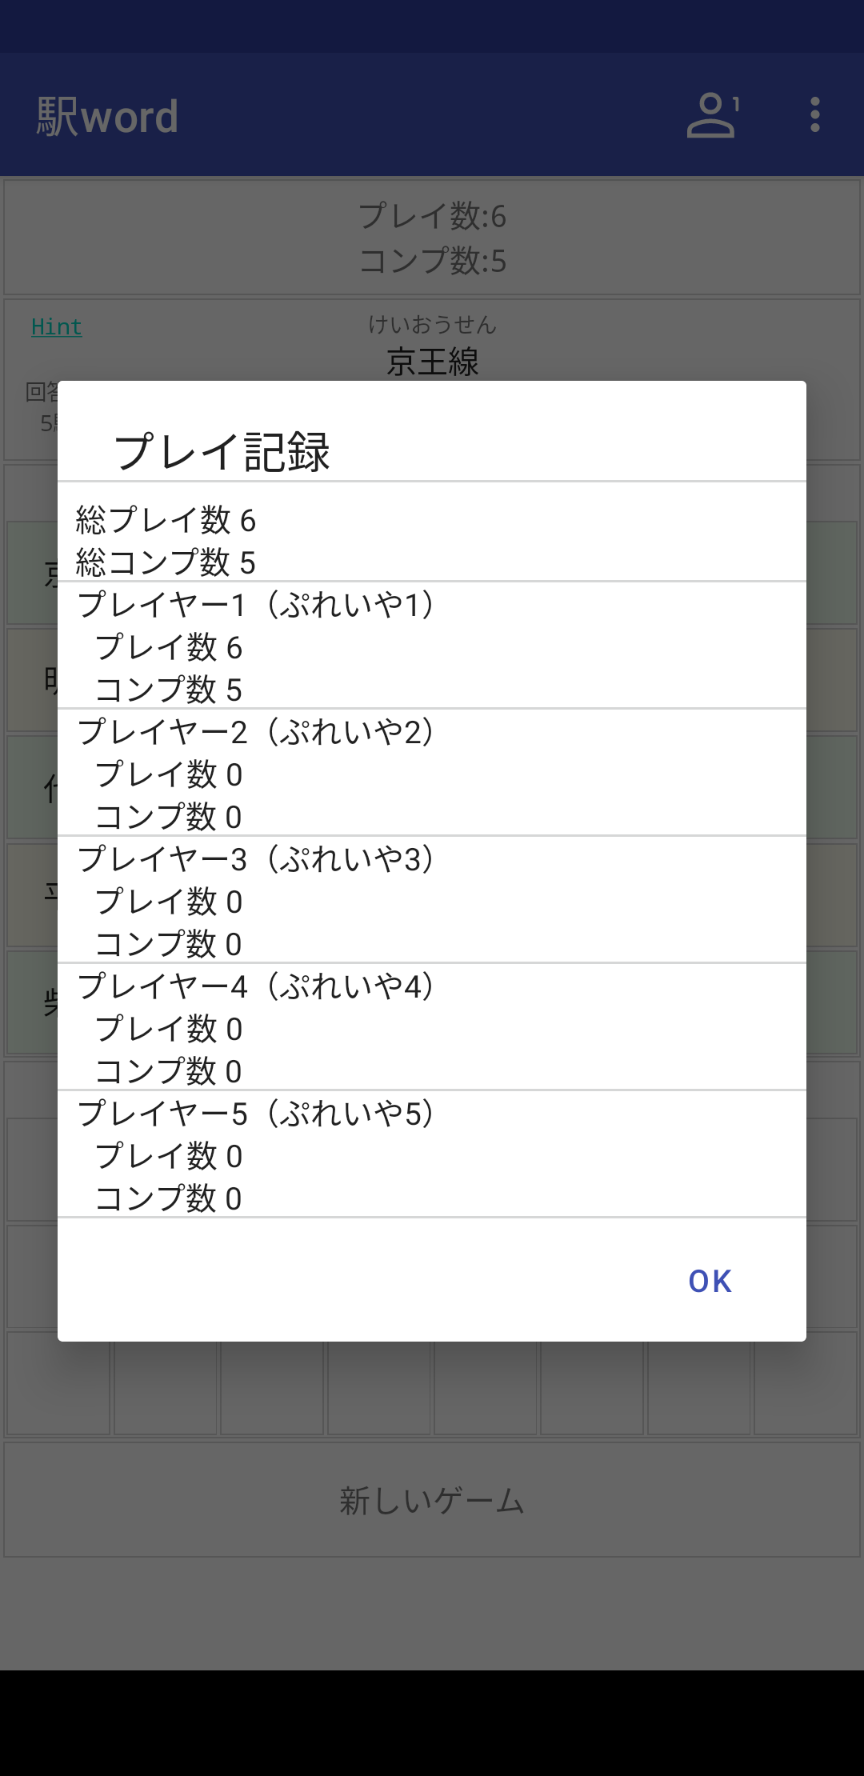 駅word
1
プレイ数:6
コンプ数:5
Hint
けいおうせん
京王線
プレイ記録
総プレイ数 6
総コンプ数 5
プレイヤー1（ぷれいや1）
プレイ数 6
コンプ数 5
プレイヤー2（ぷれいや2）
プレイ数 0
コンプ数 0
プレイヤー3（ぷれいや3）
プレイ数 0
コンプ数 0
プレイヤー4（ぷれいや4）
プレイ数 0
コンプ数 0
プレイヤー5（ぷれいや5）
プレイ数 0
コンプ数 0
OK
新しいゲーム